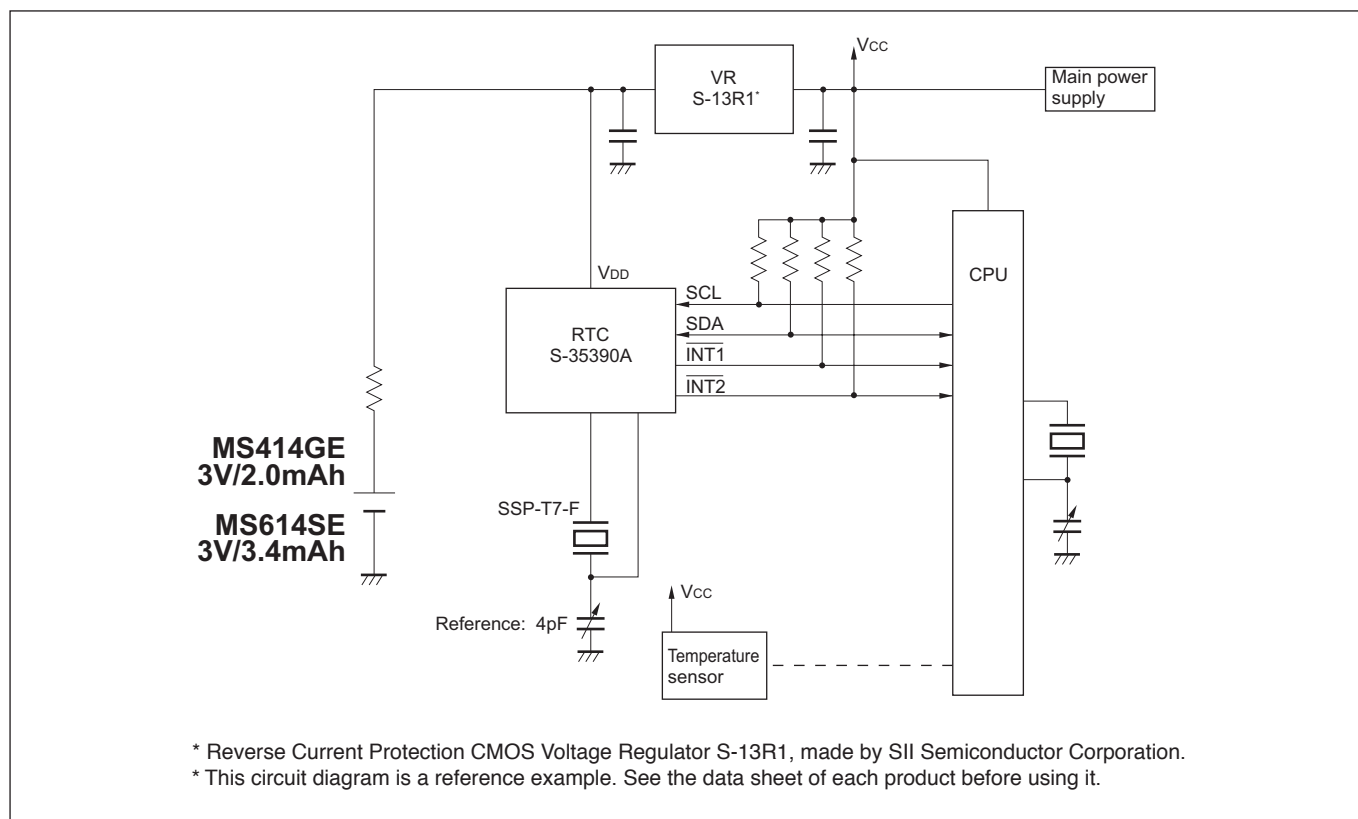 VCC
VR
S-13R1*
Main power
supply
VDD
CPU
SCL
RTC
S-35390A
SDA
INT1
INT2
MS414GE
3V/2.0mAh
MS614SE
3V/3.4mAh
SSP-T7-F
Reference: 4pF
VCC
Temperature
sensor
* Reverse Current Protection CMOS Voltage Regulator S-13R1, made by SII Semiconductor Corporation.
* This circuit diagram is a reference example. See the data sheet of each product before using it.